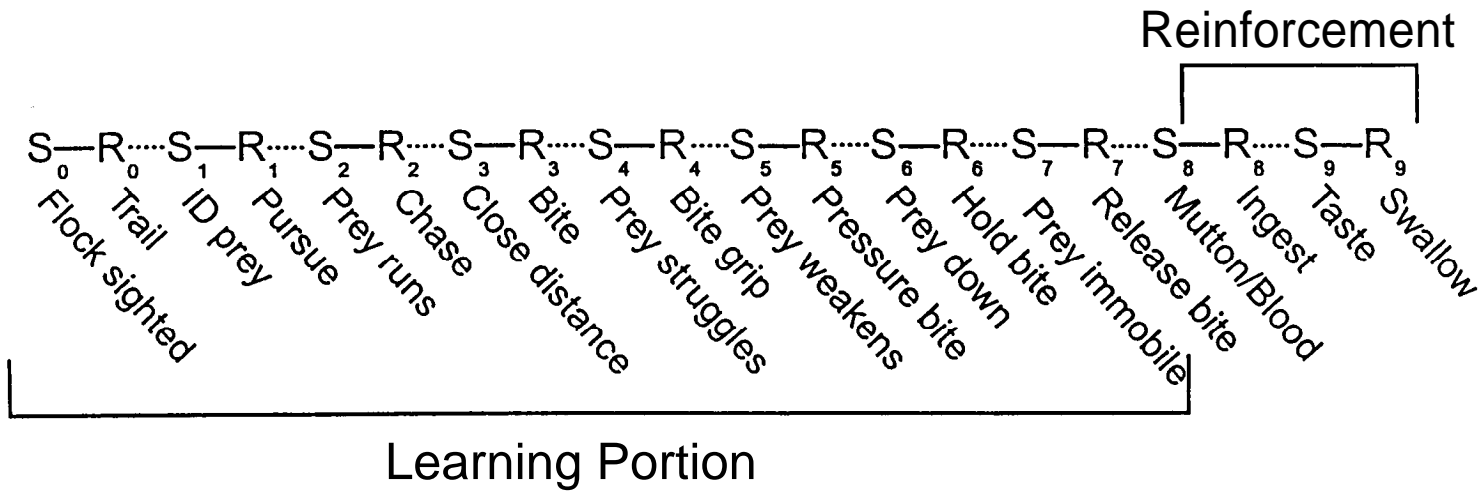 Reinforcement
S0—R0·····S1—R1·····S2—R2·····S3—R3·····S4—R4·····S5—R5·····S6—R6·····S7—R7·····S8—R8·····S9—R9
Flock sighted
Trail
ID prey
Pursue
Prey runs
Chase
Close distance
Bite
Prey struggles
Bite grip
Prey weakens
Pressure bite
Prey down
Hold bite
Prey immobile
Release bite
Mutton/Blood
Ingest
Taste
Swallow
Learning Portion